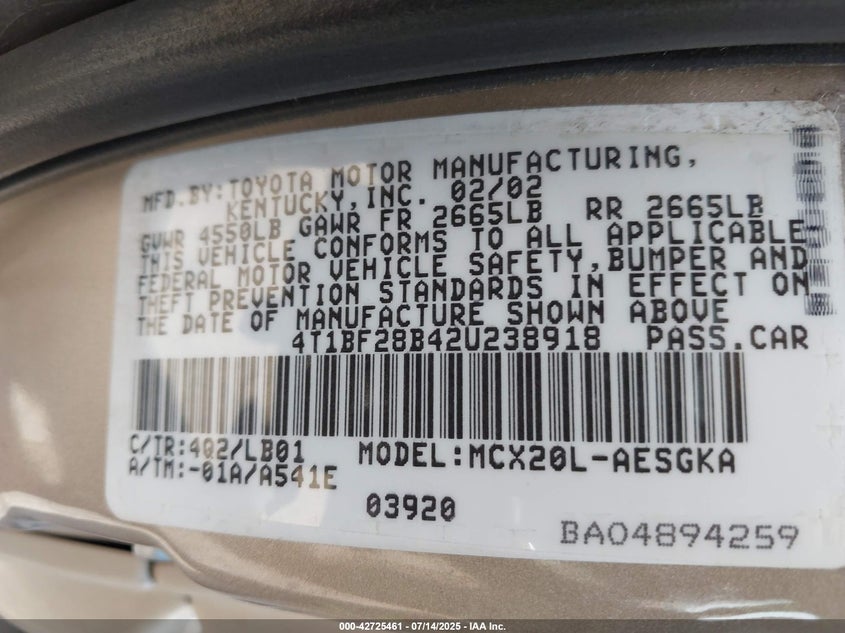 MFD.BY:TOYOTA MOTOR MANUFACTURING,
KENTUCKY,INC. 02/02
GVWR 4550LB GAWR FR 2665LB RR 2665LB
THIS VEHICLE CONFORMS TO ALL APPLICABLE
FEDERAL MOTOR VEHICLE SAFETY,BUMPER AND
THEFT PREVENTION STANDARDS IN EFFECT ON
THE DATE OF MANUFACTURE SHOWN ABOVE
4T1BF28B42U238918 PASS.CAR
C/TR:4Q2/LB01 MODEL:MCX20L-AESGKA
A/TM:-01A/A541E
03920
BA04894259
000-42725461 - 07/14/2025 - IAA Inc.